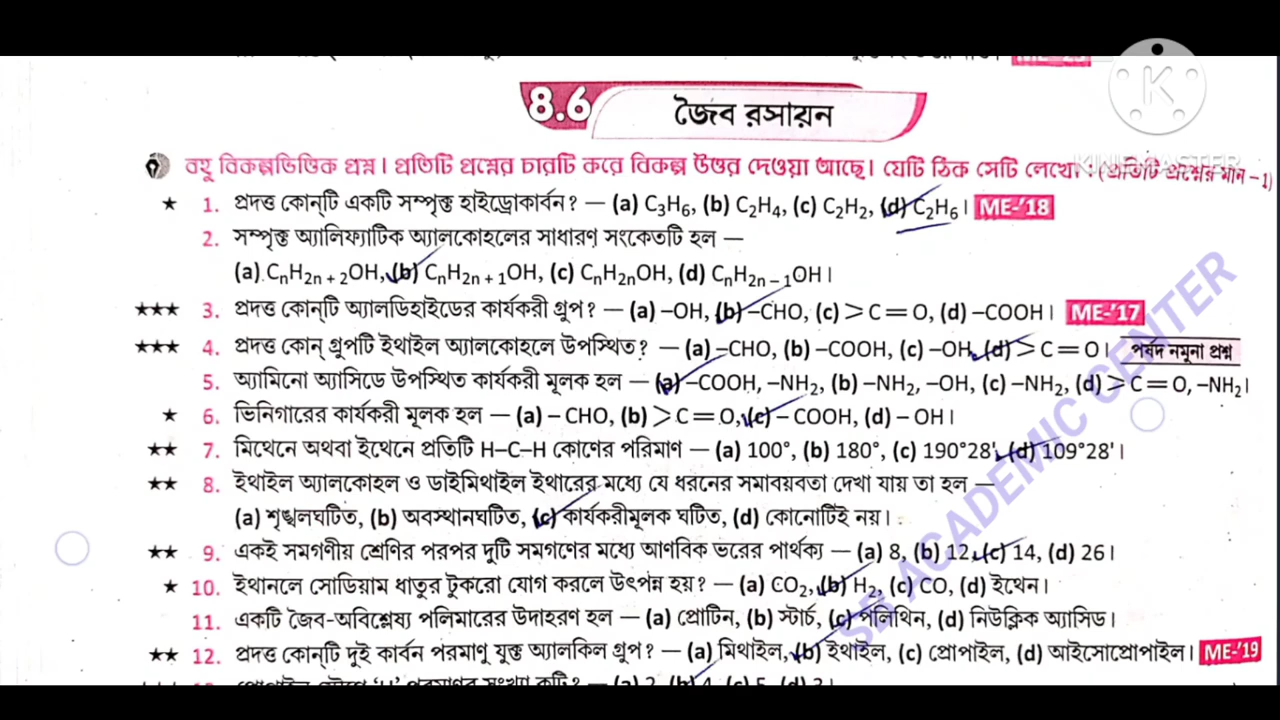 8.6 জৈব রসায়ন
বহু বিকল্পভিত্তিক প্রশ্ন। প্রতিটি প্রশ্নের চারটি করে বিকল্প উত্তর দেওয়া আছে। যেটি ঠিক সেটি লেখো। (প্রতিটি প্রশ্নের মান – 1)
KINEMASTER
★ 1. প্রদত্ত কোন্‌টি একটি সম্পৃক্ত হাইড্রোকার্বন? — (a) C₃H₆, (b) C₂H₄, (c) C₂H₂, (d) C₂H₆। ME-'18
2. সম্পৃক্ত অ্যালিফ্যাটিক অ্যালকোহলের সাধারণ সংকেতটি হল —
(a) CₙH₂ₙ₊₂OH, (b) CₙH₂ₙ₊₁OH, (c) CₙH₂ₙOH, (d) CₙH₂ₙ₋₁OH।
★★★ 3. প্রদত্ত কোন্‌টি অ্যালডিহাইডের কার্যকরী গ্রুপ? — (a) –OH, (b) –CHO, (c) >C=O, (d) –COOH। ME-'17
★★★ 4. প্রদত্ত কোন্ গ্রুপটি ইথাইল অ্যালকোহলে উপস্থিত? — (a) –CHO, (b) –COOH, (c) –OH, (d) >C=O। পর্ষদ নমুনা প্রশ্ন
5. অ্যামিনো অ্যাসিডে উপস্থিত কার্যকরী মূলক হল — (a) –COOH, –NH₂, (b) –NH₂, –OH, (c) –NH₂, (d) >C=O, –NH₂।
★ 6. ভিনিগারের কার্যকরী মূলক হল — (a) – CHO, (b) >C=O, (c) – COOH, (d) – OH।
★★ 7. মিথেনে অথবা ইথেনে প্রতিটি H–C–H কোণের পরিমাণ — (a) 100°, (b) 180°, (c) 190°28', (d) 109°28'।
★★ 8. ইথাইল অ্যালকোহল ও ডাইমিথাইল ইথারের মধ্যে যে ধরনের সমাবয়বতা দেখা যায় তা হল —
(a) শৃঙ্খলঘটিত, (b) অবস্থানঘটিত, (c) কার্যকরীমূলক ঘটিত, (d) কোনোটিই নয়।
★★ 9. একই সমগণীয় শ্রেণির পরপর দুটি সমগণের মধ্যে আণবিক ভরের পার্থক্য — (a) 8, (b) 12, (c) 14, (d) 26।
★ 10. ইথানলে সোডিয়াম ধাতুর টুকরো যোগ করলে উৎপন্ন হয়? — (a) CO₂, (b) H₂, (c) CO, (d) ইথেন।
11. একটি জৈব-অবিশ্লেষ্য পলিমারের উদাহরণ হল — (a) প্রোটিন, (b) স্টার্চ, (c) পলিথিন, (d) নিউক্লিক অ্যাসিড।
★★ 12. প্রদত্ত কোন্‌টি দুই কার্বন পরমাণু যুক্ত অ্যালকিল গ্রুপ? — (a) মিথাইল, (b) ইথাইল, (c) প্রোপাইল, (d) আইসোপ্রোপাইল। ME-'19
SB ACADEMIC CENTER